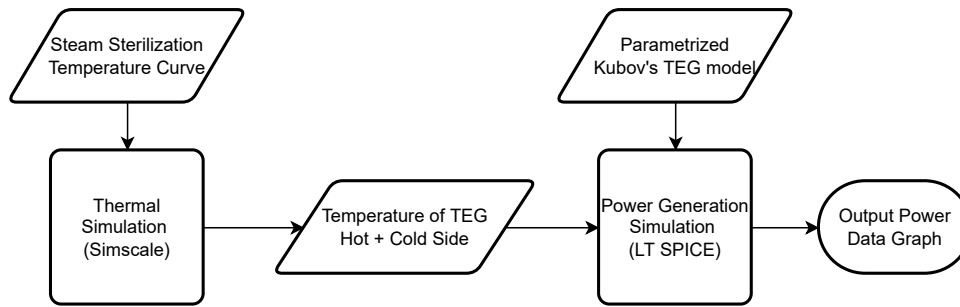 Steam Sterilization
Temperature Curve
Parametrized
Kubov's TEG model
Thermal
Simulation
(Simscale)
Temperature of TEG
Hot + Cold Side
Power Generation
Simulation
(LT SPICE)
Output Power
Data Graph